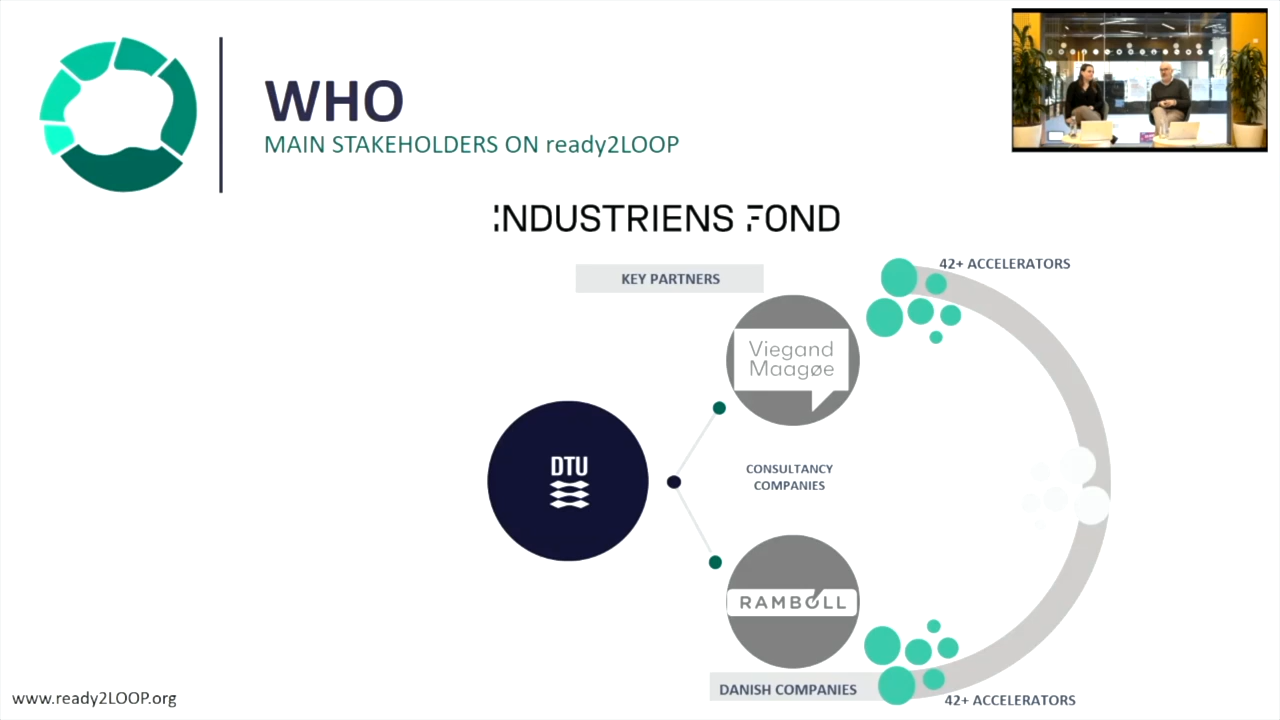 WHO
MAIN STAKEHOLDERS ON ready2LOOP
INDUSTRIENS FOND
KEY PARTNERS
42+ ACCELERATORS
Viegand
Maagøe
DTU
CONSULTANCY
COMPANIES
RAMBOLL
DANISH COMPANIES
42+ ACCELERATORS
www.ready2LOOP.org